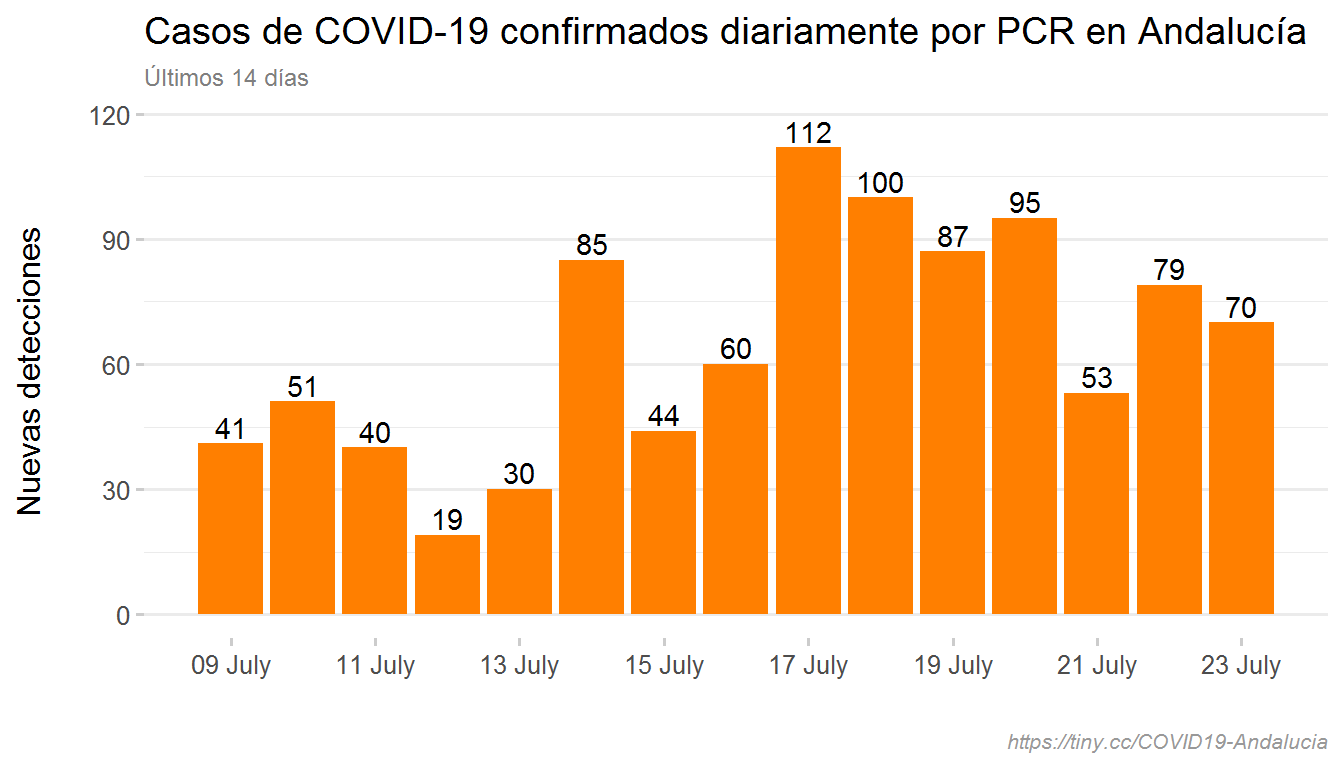 Casos de COVID-19 confirmados diariamente por PCR en Andalucía
Últimos 14 días
Nuevas detecciones
120
90
60
30
0
41
51
40
19
30
85
44
60
112
100
87
95
53
79
70
09 July
11 July
13 July
15 July
17 July
19 July
21 July
23 July
https://tiny.cc/COVID19-Andalucia